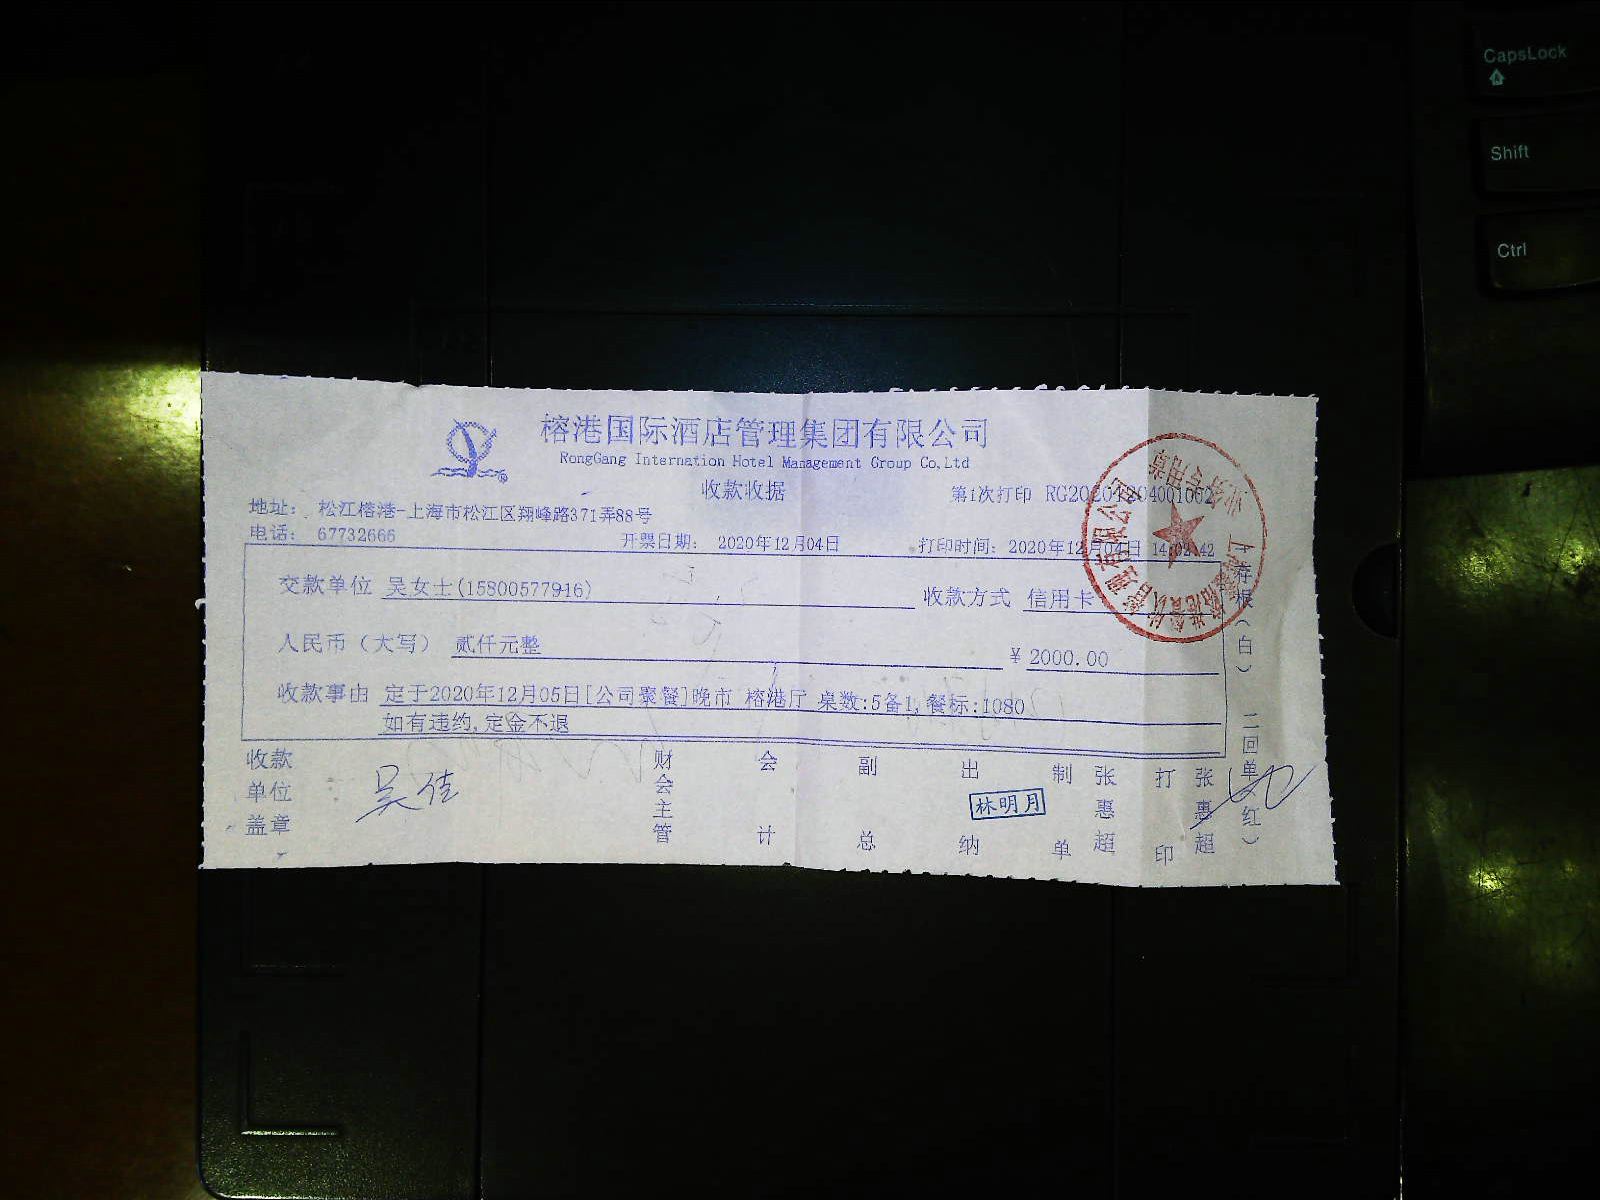 CapsLock
Shift
Ctrl
榕港国际酒店管理集团有限公司
RongGang Internation Hotel Management Group Co,Ltd
收款收据
第1次打印
地址: 松江榕港-上海市松江区翔峰路371弄88号
电话: 67732666
开票日期: 2020年12月04日
打印时间: 2020年12月04日
交款单位 吴女士(15800577916)
收款方式 信用卡
人民币（大写） 贰仟元整
¥ 2000.00
收款事由 定于2020年12月05日[公司聚餐]晚市 榕港厅 桌数:5备1,餐标:1080
如有违约,定金不退
收款单位盖章 吴佳
财会主管
会计
副总
出纳 林明月
制单 张惠超
打印 张惠超